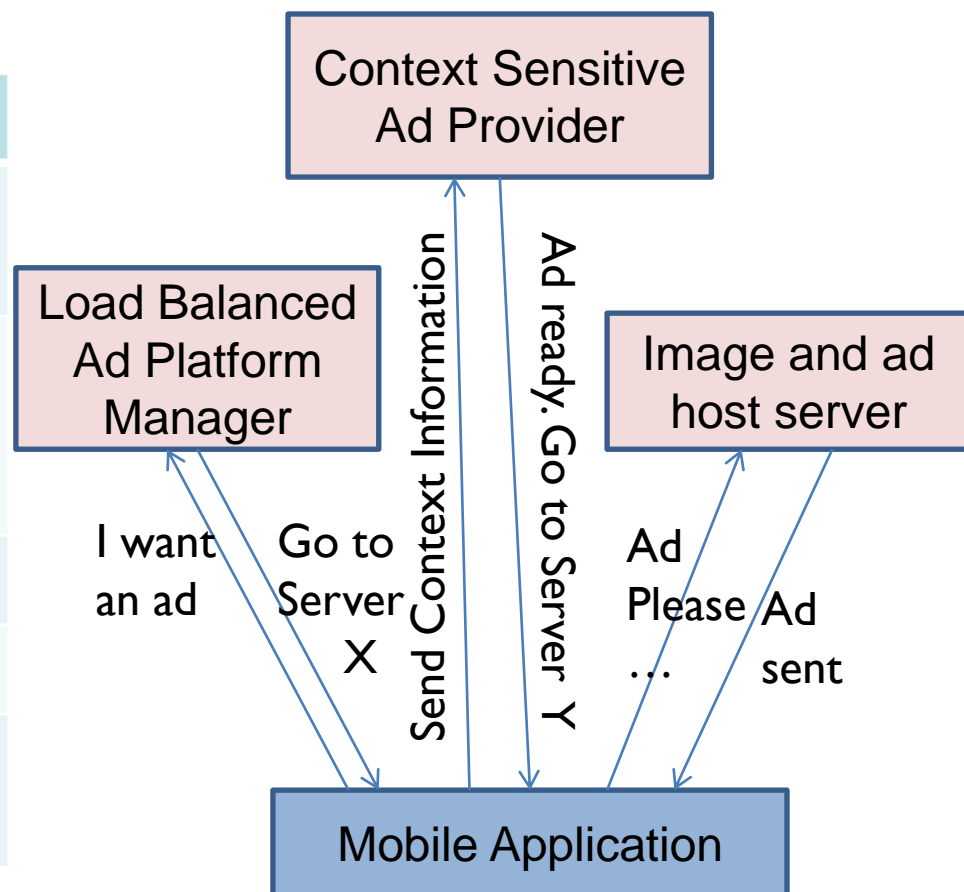 Context Sensitive
Ad Provider
Load Balanced
Ad Platform
Manager
Image and ad
host server
I want
an ad
Go to
Server
X
Send Context Information
Ad ready. Go to Server Y
Ad
Please
…
Ad
sent
Mobile Application